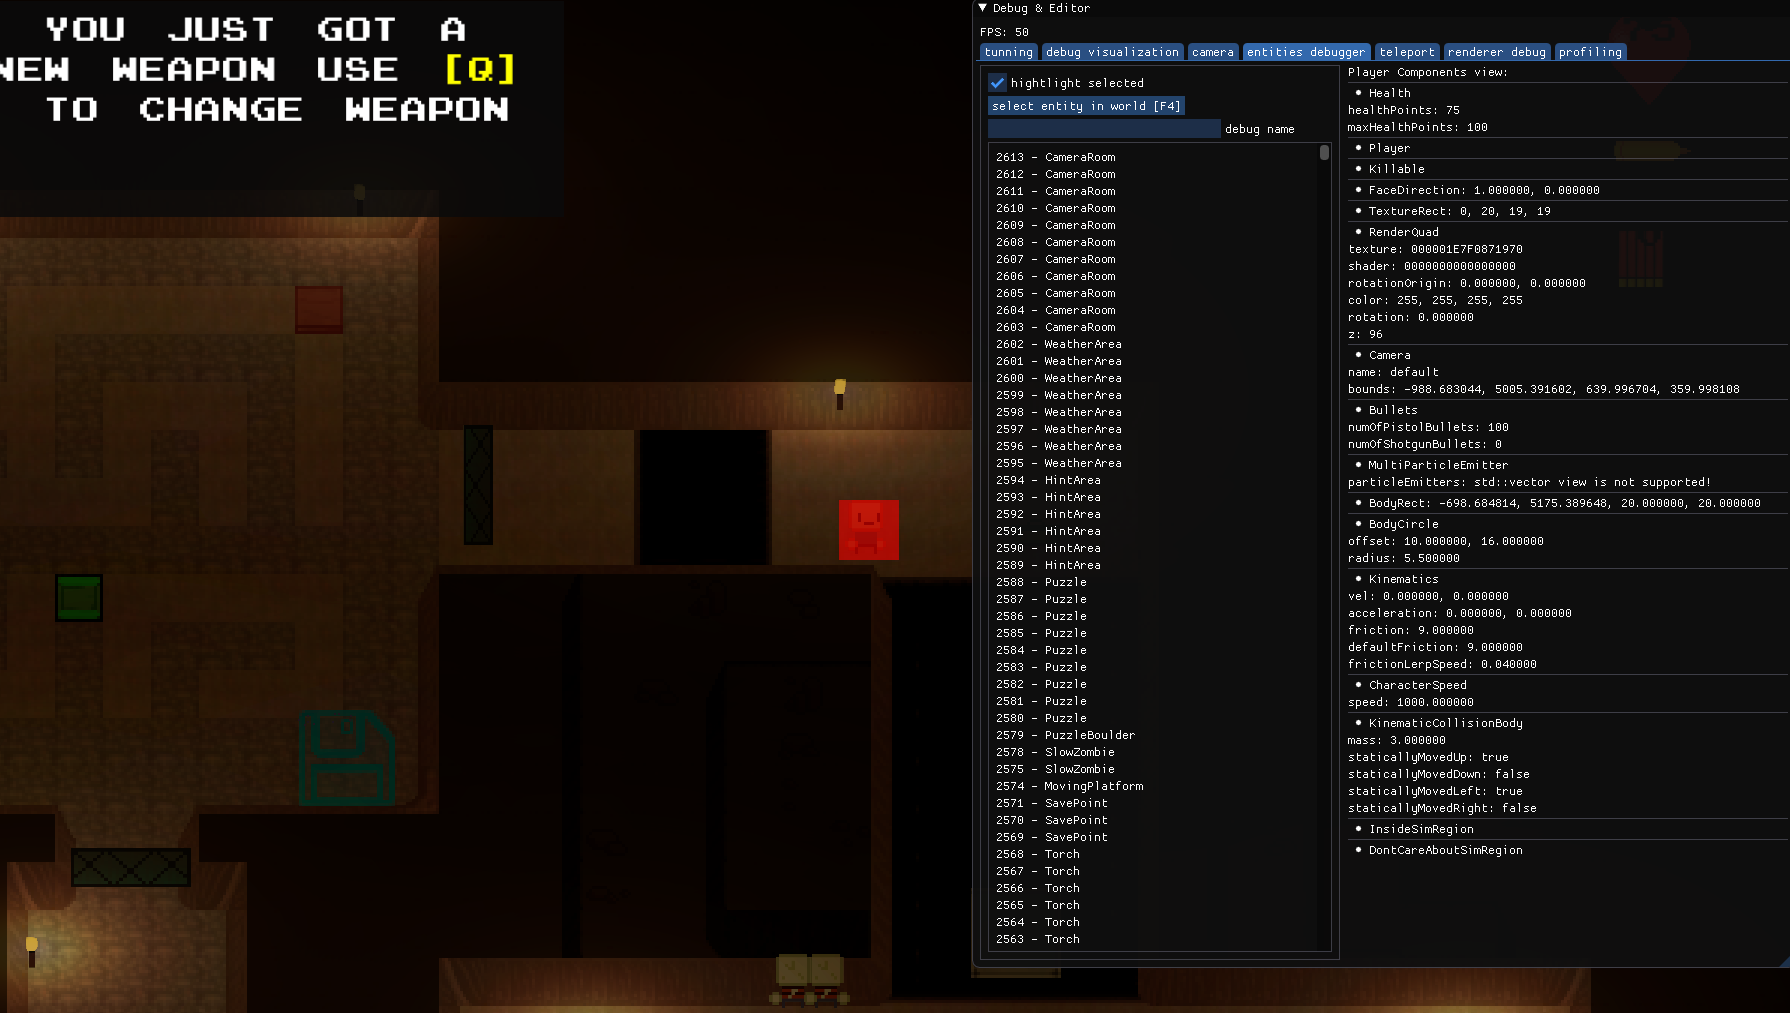 YOU JUST GOT A
NEW WEAPON USE [Q]
TO CHANGE WEAPON
Debug & Editor
FPS: 50
tunning debug visualization camera entities debugger teleport renderer debug profiling
hightlight selected
select entity in world [F4]
debug name
2613 - CameraRoom
2612 - CameraRoom
2611 - CameraRoom
2610 - CameraRoom
2609 - CameraRoom
2608 - CameraRoom
2607 - CameraRoom
2606 - CameraRoom
2605 - CameraRoom
2604 - CameraRoom
2603 - CameraRoom
2602 - WeatherArea
2601 - WeatherArea
2600 - WeatherArea
2599 - WeatherArea
2598 - WeatherArea
2597 - WeatherArea
2596 - WeatherArea
2595 - WeatherArea
2594 - HintArea
2593 - HintArea
2592 - HintArea
2591 - HintArea
2590 - HintArea
2589 - HintArea
2588 - Puzzle
2587 - Puzzle
2586 - Puzzle
2585 - Puzzle
2584 - Puzzle
2583 - Puzzle
2582 - Puzzle
2581 - Puzzle
2580 - Puzzle
2579 - PuzzleBoulder
2578 - SlowZombie
2575 - SlowZombie
2574 - MovingPlatform
2571 - SavePoint
2570 - SavePoint
2569 - SavePoint
2568 - Torch
2567 - Torch
2566 - Torch
2565 - Torch
2564 - Torch
2563 - Torch
Player Components view:
Health
healthPoints: 75
maxHealthPoints: 100
Player
Killable
FaceDirection: 1.000000, 0.000000
TextureRect: 0, 20, 19, 19
RenderQuad
texture: 000001E7F0871970
shader: 0000000000000000
rotationOrigin: 0.000000, 0.000000
color: 255, 255, 255, 255
rotation: 0.000000
z: 96
Camera
name: default
bounds: -988.683044, 5005.391602, 639.996704, 359.998108
Bullets
numOfPistolBullets: 100
numOfShotgunBullets: 0
MultiParticleEmitter
particleEmitters: std::vector view is not supported!
BodyRect: -698.684814, 5175.389648, 20.000000, 20.000000
BodyCircle
offset: 10.000000, 16.000000
radius: 5.500000
Kinematics
vel: 0.000000, 0.000000
acceleration: 0.000000, 0.000000
friction: 9.000000
defaultFriction: 9.000000
frictionLerpSpeed: 0.040000
CharacterSpeed
speed: 1000.000000
KinematicCollisionBody
mass: 3.000000
staticallyMovedUp: true
staticallyMovedDown: false
staticallyMovedLeft: true
staticallyMovedRight: false
InsideSimRegion
DontCareAboutSimRegion